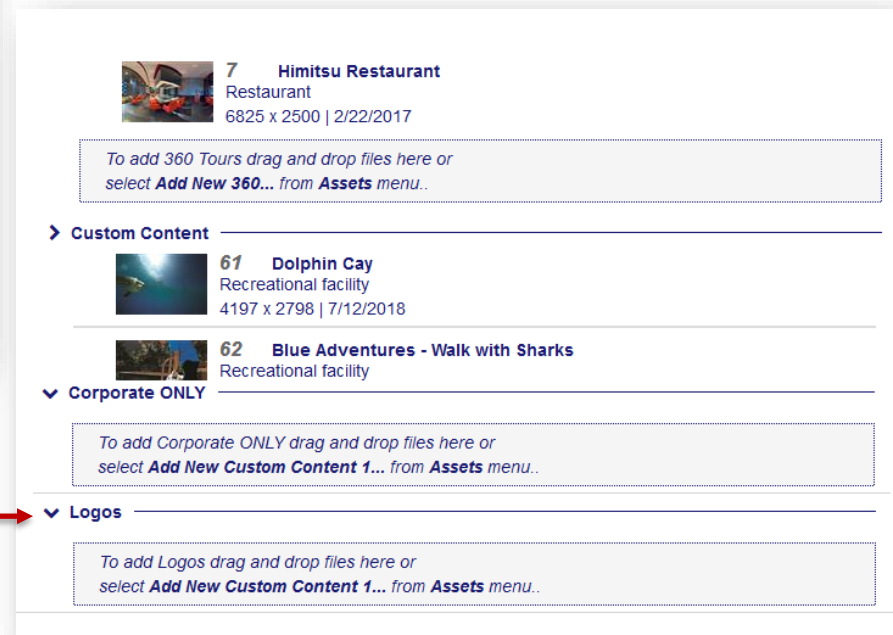 7 Himitsu Restaurant
Restaurant
6825 x 2500 | 2/22/2017
To add 360 Tours drag and drop files here or
select Add New 360... from Assets menu..
Custom Content
61 Dolphin Cay
Recreational facility
4197 x 2798 | 7/12/2018
62 Blue Adventures - Walk with Sharks
Recreational facility
Corporate ONLY
To add Corporate ONLY drag and drop files here or
select Add New Custom Content 1... from Assets menu..
Logos
To add Logos drag and drop files here or
select Add New Custom Content 1... from Assets menu..